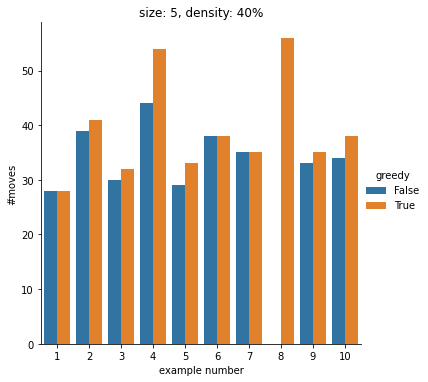 size: 5, density: 40%
#moves
50
40
30
20
10
0
1 2 3 4 5 6 7 8 9 10
example number
greedy
False
True